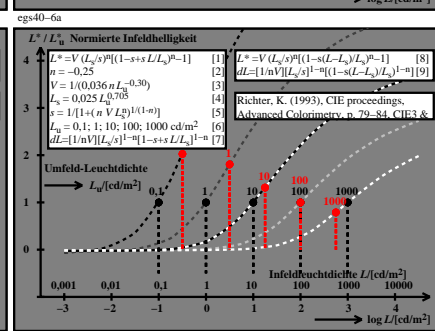 log L/[cd/m²]
egs40–6a
L* / L*u Normierte Infeldhelligkeit
L*=V (Ls/s)ⁿ[(1-s+s L/Ls)ⁿ-1] [1]
n=-0,25 [2]
V=1/(0,036 n Lu^-0,30) [3]
Ls=0,025 Lu^0,705 [4]
s=1/[1+( n V Ls)^1/(1-n)] [5]
Lu=0,1; 1; 10; 100; 1000 cd/m² [6]
dL=[1/nV][Ls/s]^1-n[1-s+s L/Ls]^1-n [7]
L*=V(Ls/s)ⁿ[(1-s(L-Ls)/Ls)ⁿ-1] [8]
dL=[1/nV][Ls/s]^1-n[(1-s(L-Ls)/Ls)^1-n] [9]
Richter, K. (1993), CIE proceedings,
Advanced Colorimetry, p. 79–84, CIE3 &
4
3
2
1
0
Umfeld-Leuchtdichte
Lu/[cd/m²]
0,1 1 10 100 1000
1 10 100 1000
Infeldleuchtdichte L/[cd/m²]
0,001 0,01 0,1 0 10 100 1000 10000
−3 −2 −1 0 1 2 3 4
log L/[cd/m²]